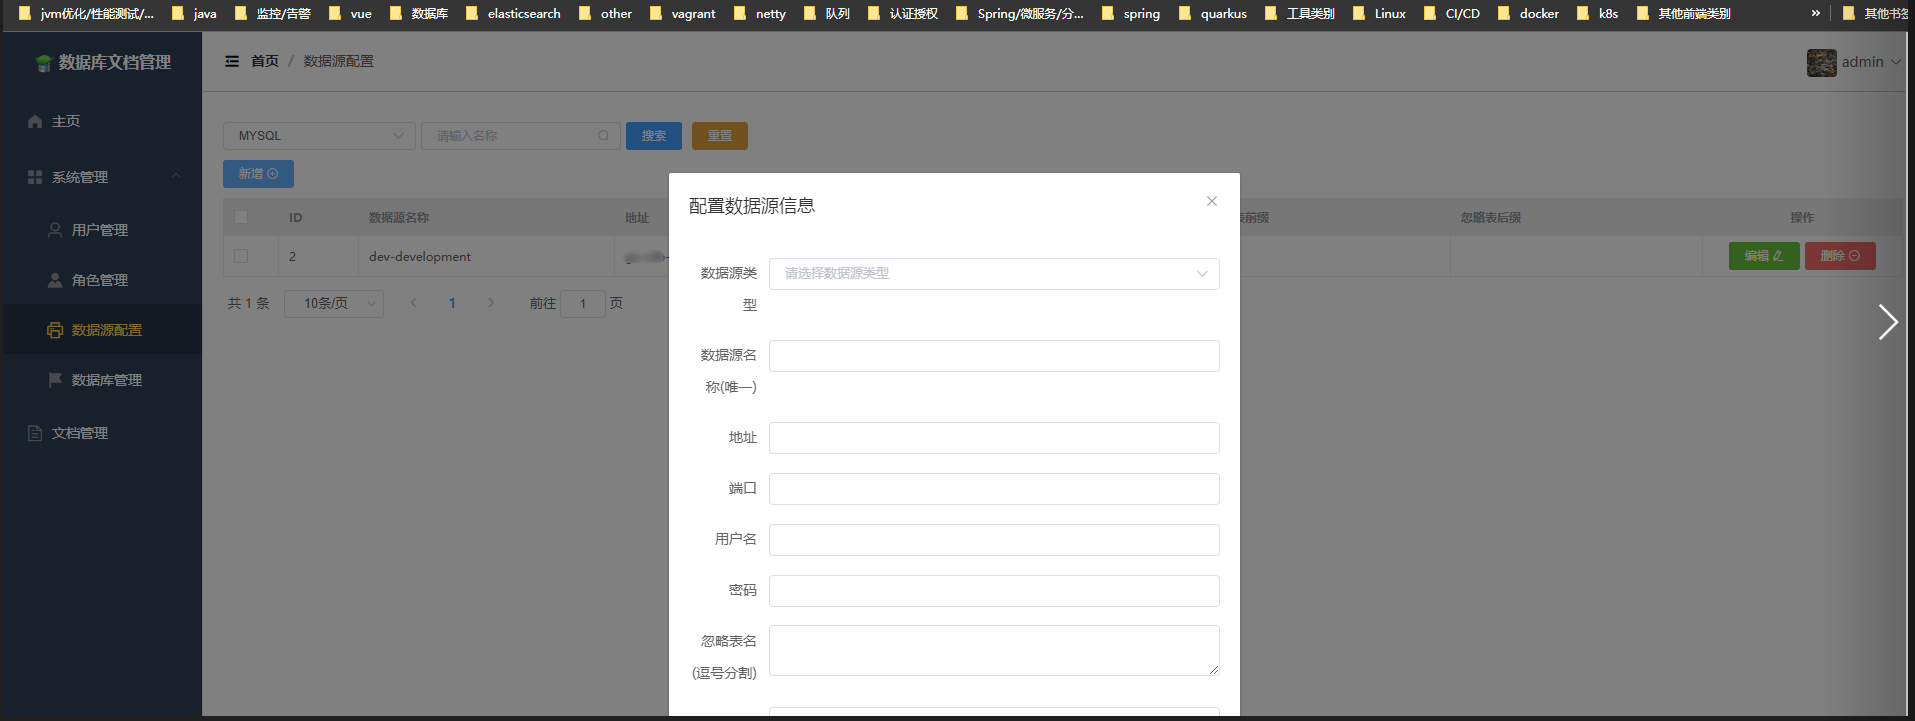 jvm优化/性能测试/... java 监控/告警 vue 数据库 elasticsearch other vagrant netty 队列 认证授权 Spring/微服务/分... spring quarkus 工具类别 Linux CI/CD docker k8s 其他前端类别 » 其他书签
数据库文档管理
首页 / 数据源配置
admin
主页
系统管理
用户管理
角色管理
数据源配置
数据库管理
文档管理
MYSQL 请输入名称 搜索 重置
新增
ID 数据源名称 地址 表前缀 忽略表后缀 操作
2 dev-development 编辑 删除
共 1 条 10条/页 1 前往 1 页
配置数据源信息
数据源类
型
请选择数据源类型
数据源名
称(唯一)
地址
端口
用户名
密码
忽略表名
(逗号分割)